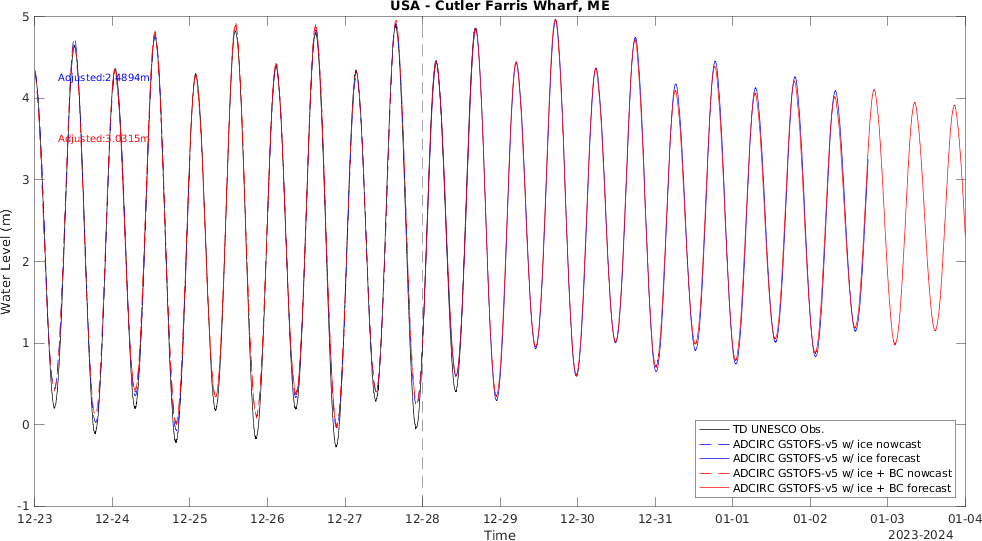 USA - Cutler Farris Wharf, ME
5
4
3
2
1
0
-1
Water Level (m)
Adjusted:2.4894m
Adjusted:3.0315m
TD UNESCO Obs.
ADCIRC GSTOFS-v5 w/ ice nowcast
ADCIRC GSTOFS-v5 w/ ice forecast
ADCIRC GSTOFS-v5 w/ ice + BC nowcast
ADCIRC GSTOFS-v5 w/ ice + BC forecast
12-23 12-24 12-25 12-26 12-27 12-28 12-29 12-30 12-31 01-01 01-02 01-03 01-04
Time
2023-2024